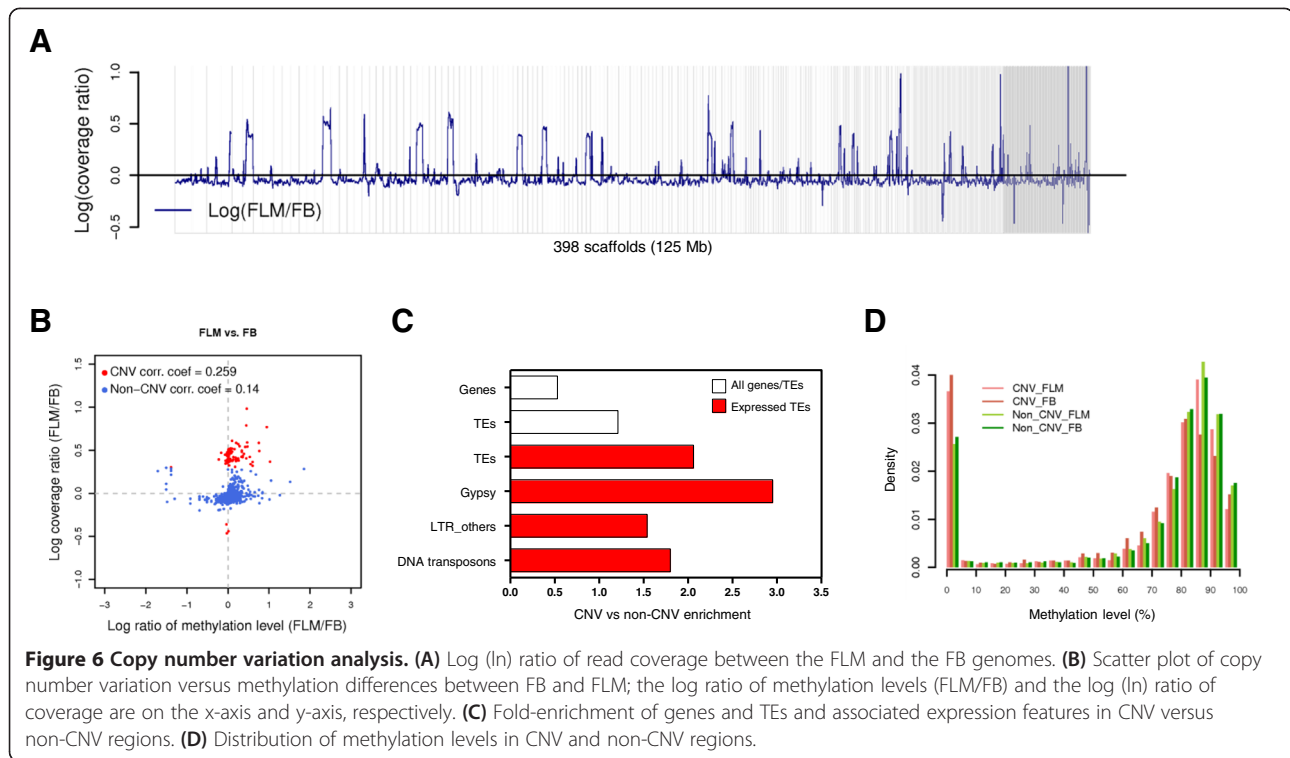 A
Log(coverage ratio)
1.0
0.5
0.0
−0.5
Log(FLM/FB)
398 scaffolds (125 Mb)
B
FLM vs. FB
CNV corr. coef = 0.259
Non−CNV corr. coef = 0.14
Log coverage ratio (FLM/FB)
1.5
1.0
0.5
0.0
−0.5
−1.0
−3 −2 −1 0 1 2 3
Log ratio of methylation level (FLM/FB)
C
Genes
TEs
TEs
Gypsy
LTR_others
DNA transposons
All genes/TEs
Expressed TEs
0.0 0.5 1.0 1.5 2.0 2.5 3.0 3.5
CNV vs non-CNV enrichment
D
CNV_FLM
CNV_FB
Non_CNV_FLM
Non_CNV_FB
Density
0.04
0.03
0.02
0.01
0.00
0 10 20 30 40 50 60 70 80 90 100
Methylation level (%)
Figure 6 Copy number variation analysis. (A) Log (ln) ratio of read coverage between the FLM and the FB genomes. (B) Scatter plot of copy
number variation versus methylation differences between FB and FLM; the log ratio of methylation levels (FLM/FB) and the log (ln) ratio of
coverage are on the x-axis and y-axis, respectively. (C) Fold-enrichment of genes and TEs and associated expression features in CNV versus
non-CNV regions. (D) Distribution of methylation levels in CNV and non-CNV regions.